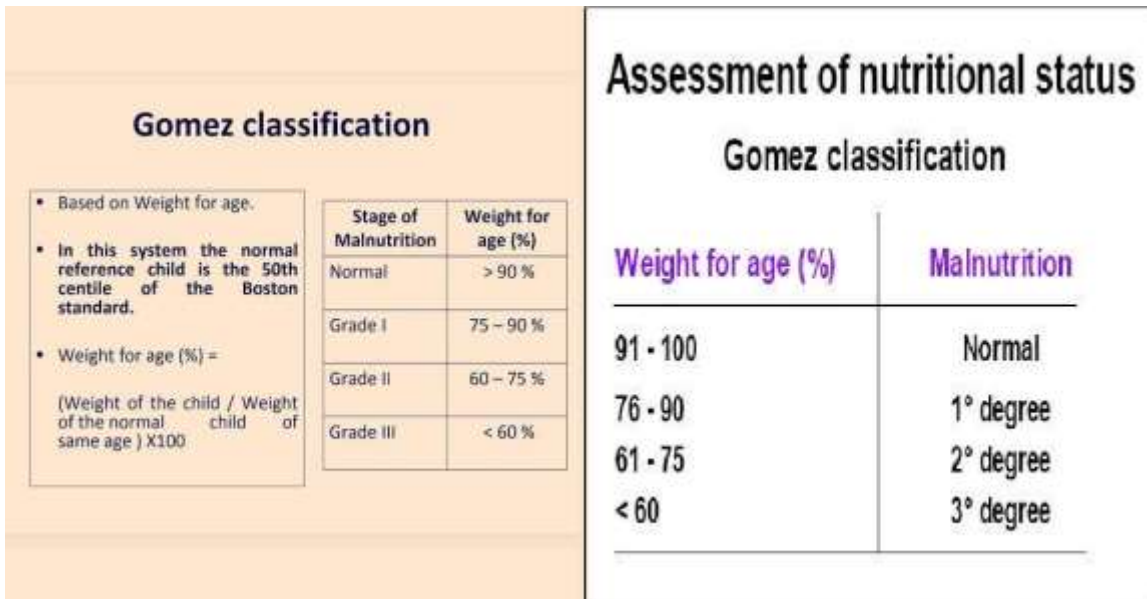 Gomez classification
• Based on Weight for age.
• In this system the normal
reference child is the 50th
centile of the Boston
standard.
• Weight for age (%) =
(Weight of the child / Weight
of the normal child of
same age ) X100
Stage of Malnutrition Weight for age (%)
Normal > 90 %
Grade I 75 – 90 %
Grade II 60 – 75 %
Grade III < 60 %
Assessment of nutritional status
Gomez classification
Weight for age (%) Malnutrition
91 - 100 Normal
76 - 90 1° degree
61 - 75 2° degree
< 60 3° degree